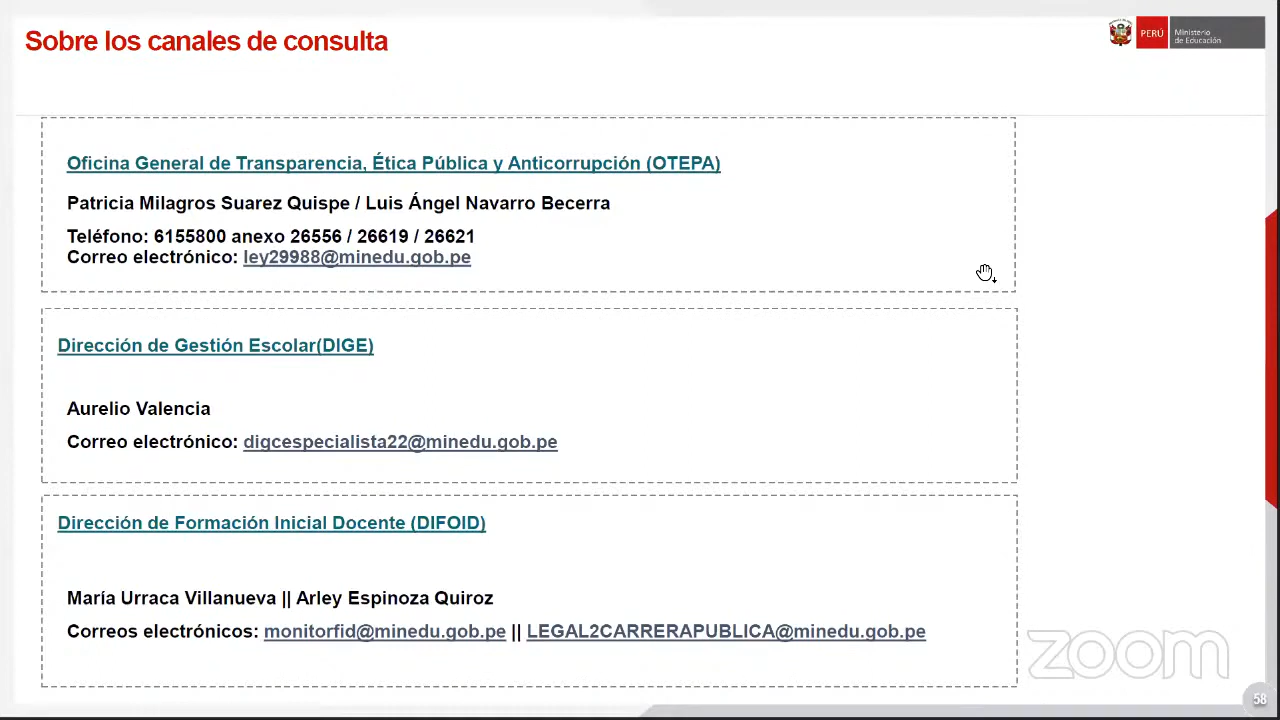 Sobre los canales de consulta
PERÚ
Ministerio
de Educación
Oficina General de Transparencia, Ética Pública y Anticorrupción (OTEPA)
Patricia Milagros Suarez Quispe / Luis Ángel Navarro Becerra
Teléfono: 6155800 anexo 26556 / 26619 / 26621
Correo electrónico: ley29988@minedu.gob.pe
Dirección de Gestión Escolar(DIGE)
Aurelio Valencia
Correo electrónico: digcespecialista22@minedu.gob.pe
Dirección de Formación Inicial Docente (DIFOID)
María Urraca Villanueva || Arley Espinoza Quiroz
Correos electrónicos: monitorfid@minedu.gob.pe || LEGAL2CARRERAPUBLICA@minedu.gob.pe
zoom
58